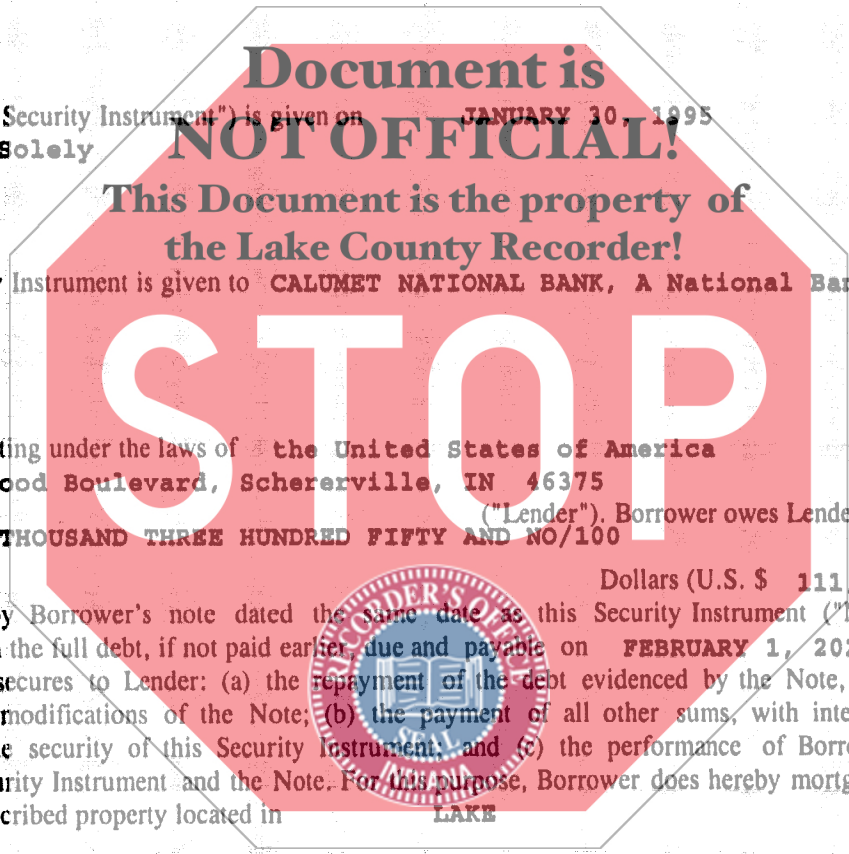 Document is
Security Instrument") is given on JANUARY 30, 1995
NOT OFFICIAL!
Solely
This Document is the property of
the Lake County Recorder!
Instrument is given to CALUMET NATIONAL BANK, A National Ban
STOP
ting under the laws of the United States of America
ood Boulevard, Schererville, IN 46375
("Lender"). Borrower owes Lende
THOUSAND THREE HUNDRED FIFTY AND NO/100
Dollars (U.S. $ 111
RECORDER'S OFFICE
y Borrower's note dated the same date as this Security Instrument ("
the full debt, if not paid earlier, due and payable on FEBRUARY 1, 202
secures to Lender: (a) the repayment of the debt evidenced by the Note,
modifications of the Note; (b) the payment of all other sums, with inte
SEAL
e security of this Security Instrument; and (c) the performance of Borro
INDIANA
rity Instrument and the Note. For this purpose, Borrower does hereby mortg
cribed property located in LAKE